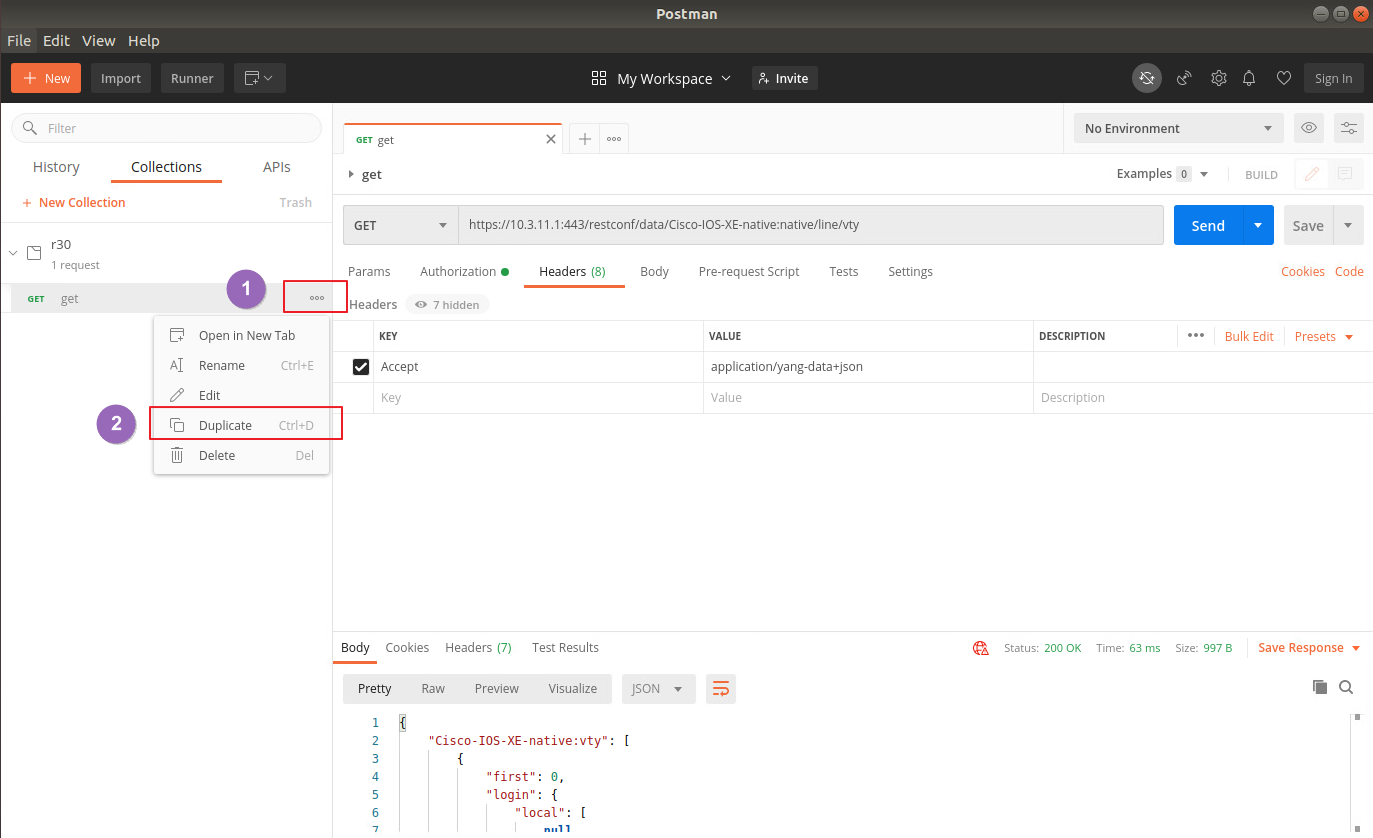 Postman
File Edit View Help
+ New Import Runner My Workspace Invite Sign In
Filter
History Collections APIs
+ New Collection Trash
r30
1 request
GET get
1
Open in New Tab
Rename Ctrl+E
Edit
2
Duplicate Ctrl+D
Delete Del
GET get
No Environment
get
Examples 0 BUILD
GET https://10.3.11.1:443/restconf/data/Cisco-IOS-XE-native:native/line/vty Send Save
Params Authorization Headers (8) Body Pre-request Script Tests Settings Cookies Code
Headers 7 hidden
KEY VALUE DESCRIPTION Bulk Edit Presets
Accept application/yang-data+json
Key Value Description
Body Cookies Headers (7) Test Results Status: 200 OK Time: 63 ms Size: 997 B Save Response
Pretty Raw Preview Visualize JSON
1 {
2 "Cisco-IOS-XE-native:vty": [
3 {
4 "first": 0,
5 "login": {
6 "local": [
7 null